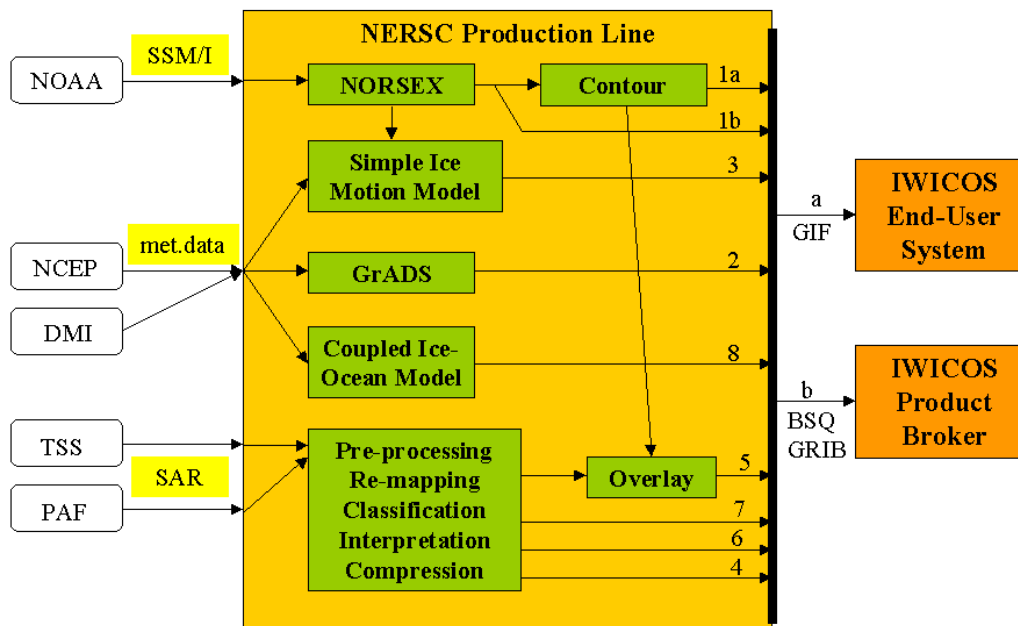 NERSC Production Line
SSM/I
NOAA
NORSEX
Contour
1a
1b
Simple Ice
Motion Model
3
met.data
NCEP
DMI
GrADS
2
Coupled Ice-
Ocean Model
8
TSS
SAR
PAF
Pre-processing
Re-mapping
Classification
Interpretation
Compression
Overlay
5
7
6
4
a
GIF
IWICOS
End-User
System
b
BSQ
GRIB
IWICOS
Product
Broker